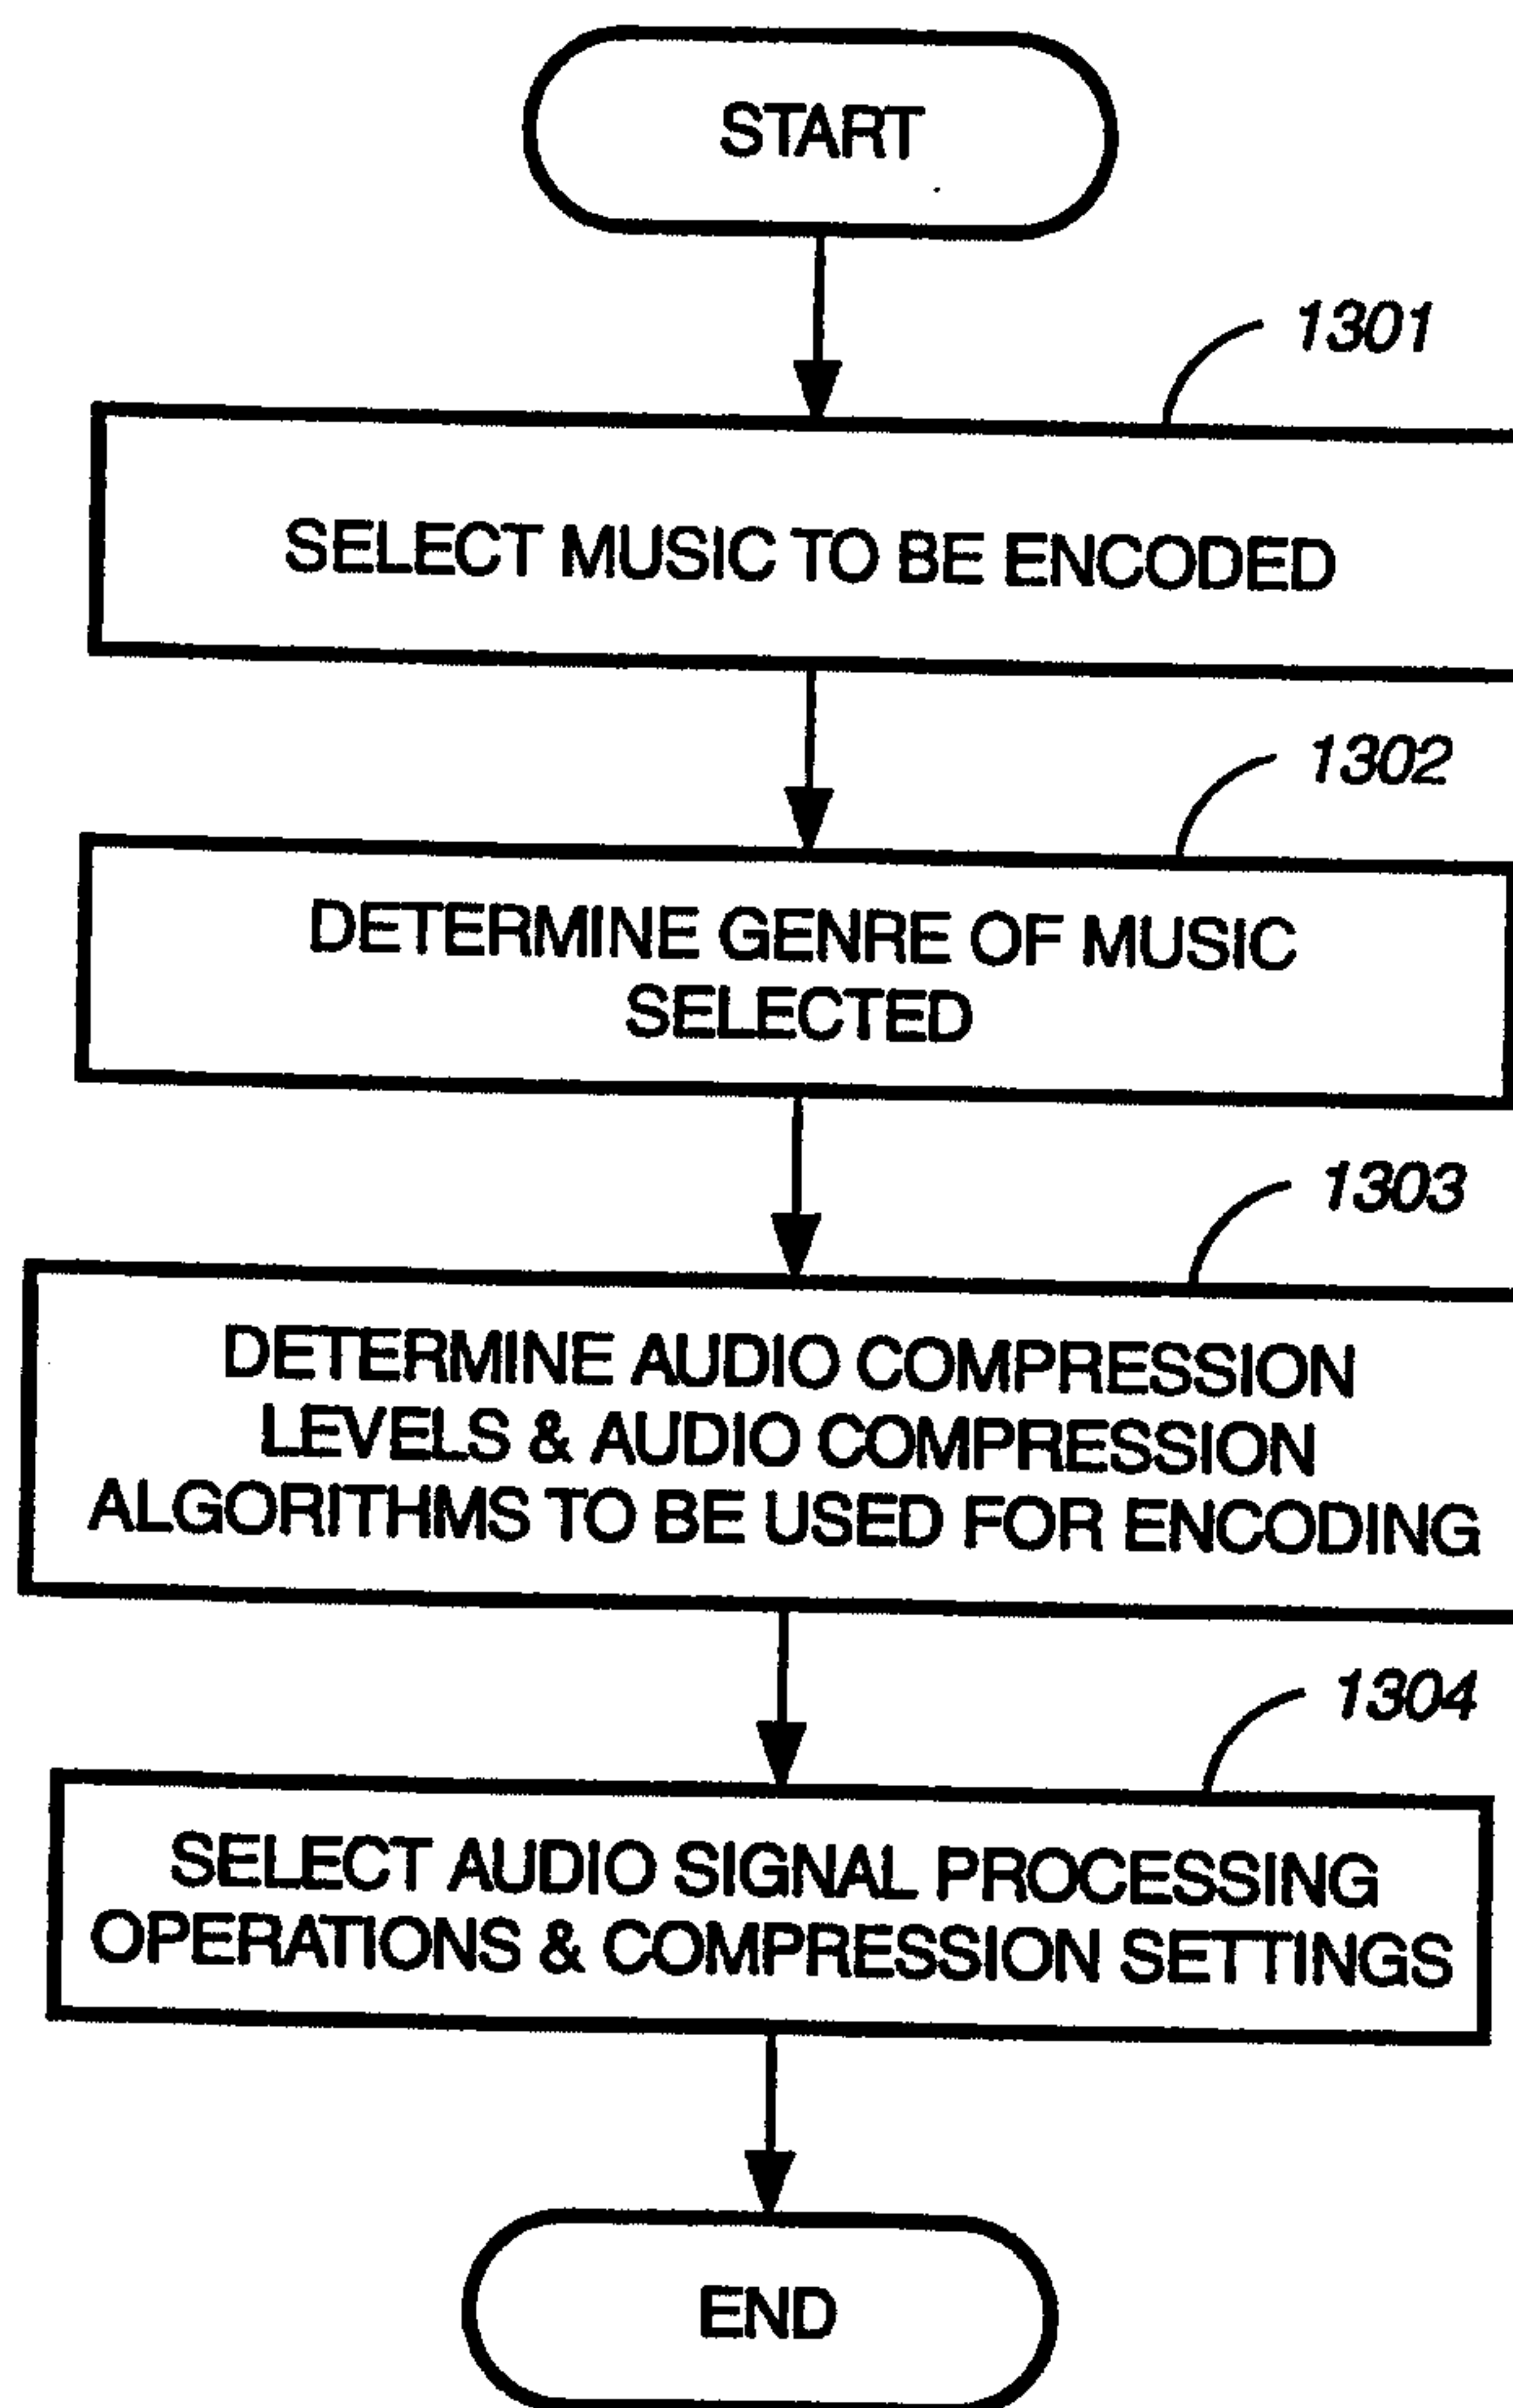 START
1301
SELECT MUSIC TO BE ENCODED
1302
DETERMINE GENRE OF MUSIC
SELECTED
1303
DETERMINE AUDIO COMPRESSION
LEVELS & AUDIO COMPRESSION
ALGORITHMS TO BE USED FOR ENCODING
1304
SELECT AUDIO SIGNAL PROCESSING
OPERATIONS & COMPRESSION SETTINGS
END